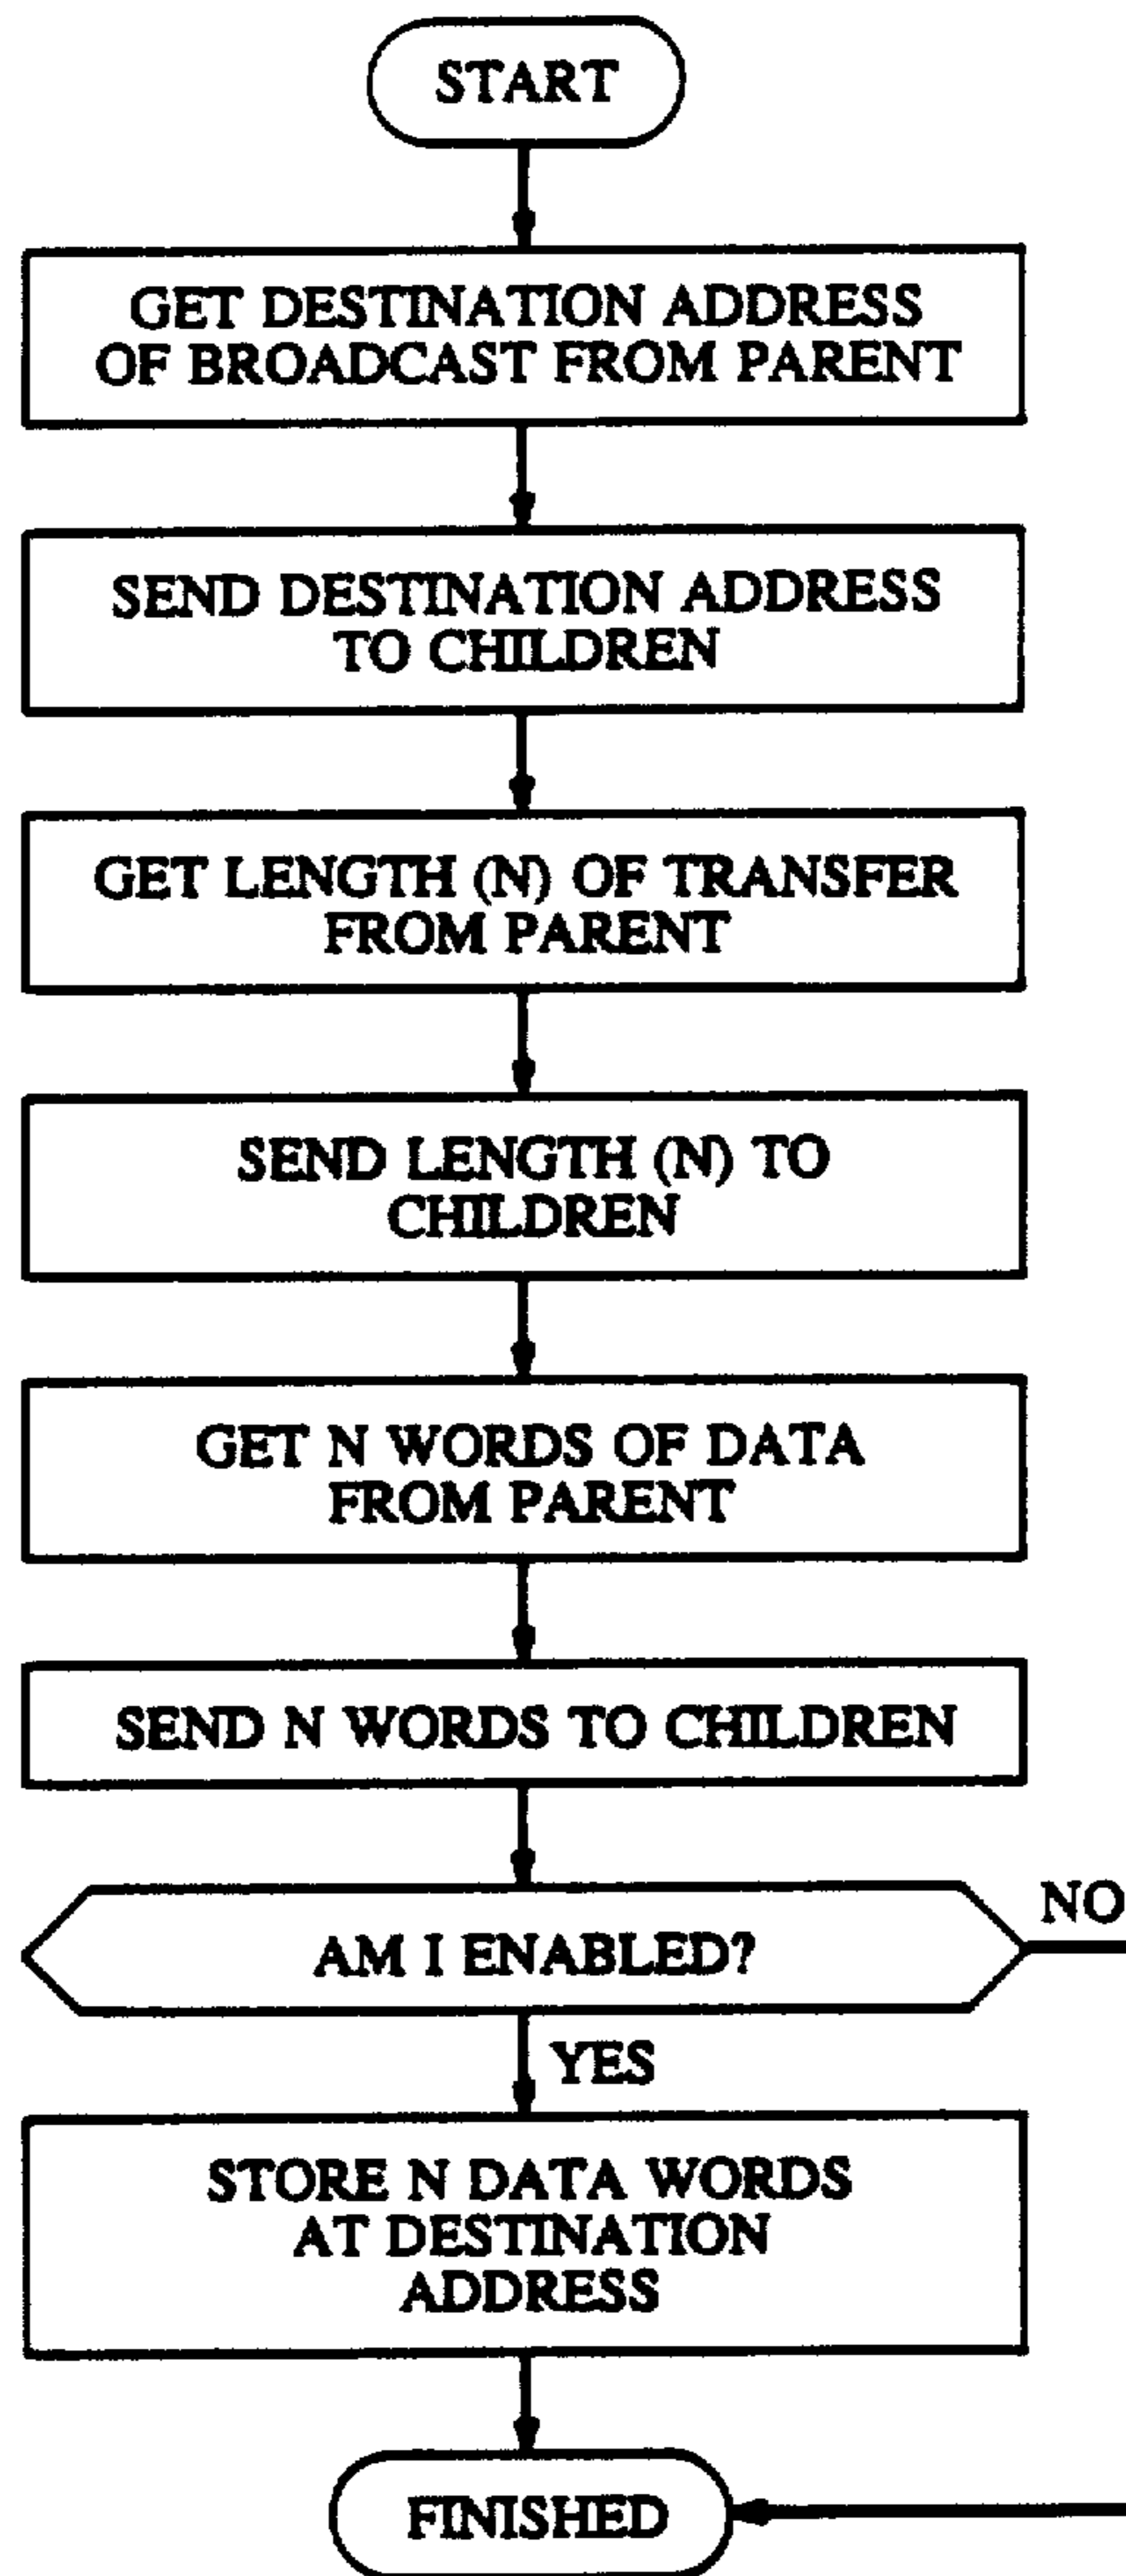 START
GET DESTINATION ADDRESS
OF BROADCAST FROM PARENT
SEND DESTINATION ADDRESS
TO CHILDREN
GET LENGTH (N) OF TRANSFER
FROM PARENT
SEND LENGTH (N) TO
CHILDREN
GET N WORDS OF DATA
FROM PARENT
SEND N WORDS TO CHILDREN
AM I ENABLED?
NO
YES
STORE N DATA WORDS
AT DESTINATION
ADDRESS
FINISHED